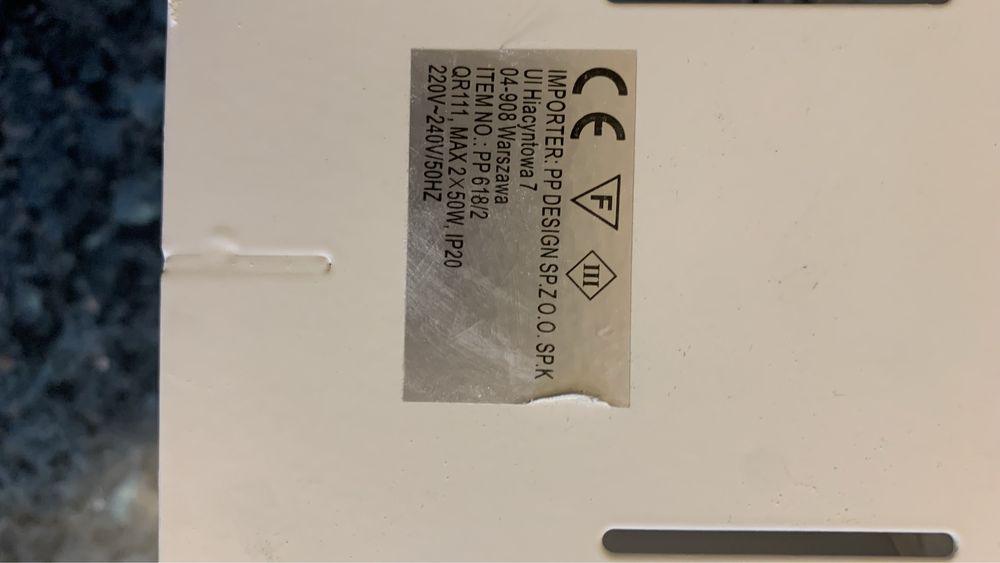 CE F III
IMPORTER: PP DESIGN SP.Z O.O. SP.K
Ul Hiacyntowa 7
04-908 Warszawa
ITEM NO.: PP 618/2
QR111, MAX 2X50W, IP20
220V~240V/50HZ